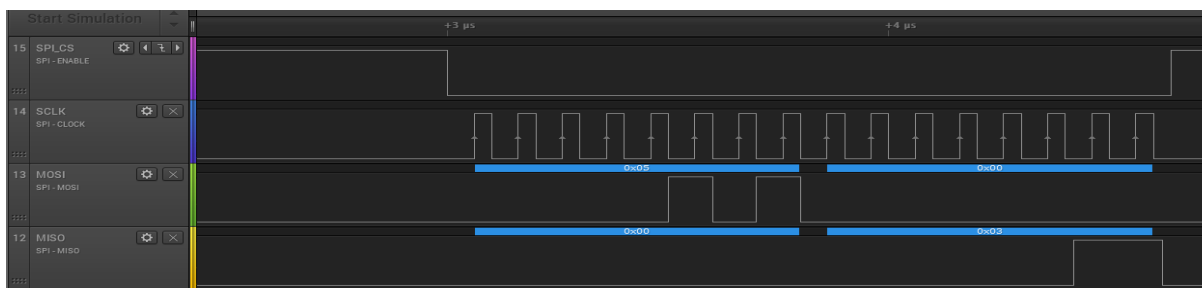 Start Simulation
+3 µs
+4 µs
15 SPI_CS
SPI - ENABLE
14 SCLK
SPI - CLOCK
0x05 0x00
13 MOSI
SPI - MOSI
0x00 0x03
12 MISO
SPI - MISO